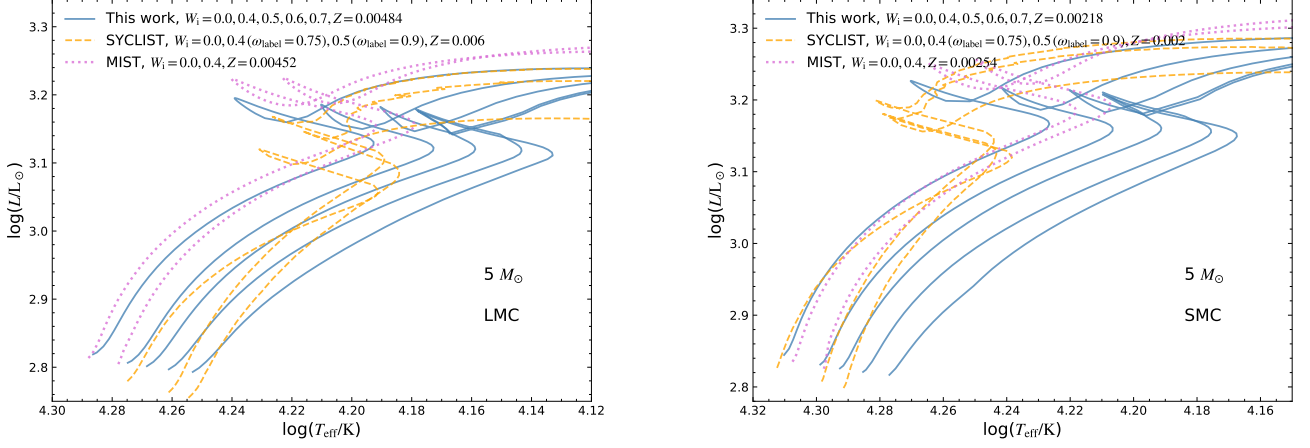 This work, W_i = 0.0, 0.4, 0.5, 0.6, 0.7, Z = 0.00484
SYCLIST, W_i = 0.0, 0.4 (ω_label = 0.75), 0.5 (ω_label = 0.9), Z = 0.006
MIST, W_i = 0.0, 0.4, Z = 0.00452
log(L/L⊙)
3.3
3.2
3.1
3.0
2.9
2.8
5 M⊙
LMC
4.30 4.28 4.26 4.24 4.22 4.20 4.18 4.16 4.14 4.12
log(T_eff/K)
This work, W_i = 0.0, 0.4, 0.5, 0.6, 0.7, Z = 0.00218
SYCLIST, W_i = 0.0, 0.4 (ω_label = 0.75), 0.5 (ω_label = 0.9), Z = 0.002
MIST, W_i = 0.0, 0.4, Z = 0.00254
log(L/L⊙)
3.3
3.2
3.1
3.0
2.9
2.8
5 M⊙
SMC
4.32 4.30 4.28 4.26 4.24 4.22 4.20 4.18 4.16
log(T_eff/K)